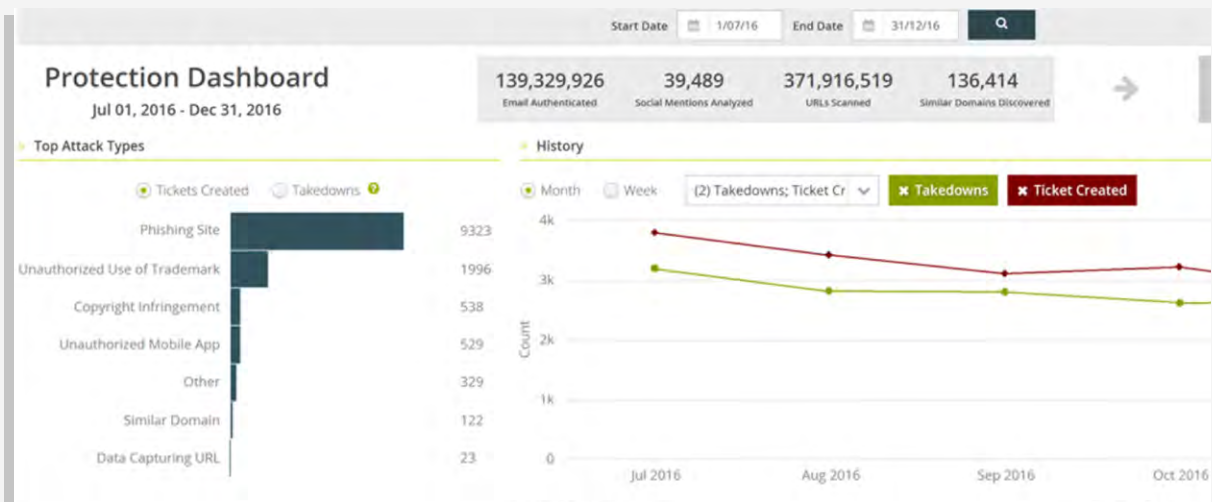 Start Date 1/07/16 End Date 31/12/16
Protection Dashboard
Jul 01, 2016 - Dec 31, 2016
139,329,926 39,489 371,916,519 136,414
Email Authenticated Social Mentions Analyzed URLs Scanned Similar Domains Discovered
Top Attack Types
Tickets Created Takedowns ?
Phishing Site 9323
Unauthorized Use of Trademark 1996
Copyright Infringement 538
Unauthorized Mobile App 529
Other 329
Similar Domain 122
Data Capturing URL 23
History
Month Week (2) Takedowns; Ticket Cr × Takedowns × Ticket Created
4k
3k
2k
1k
0
Count
Jul 2016 Aug 2016 Sep 2016 Oct 2016